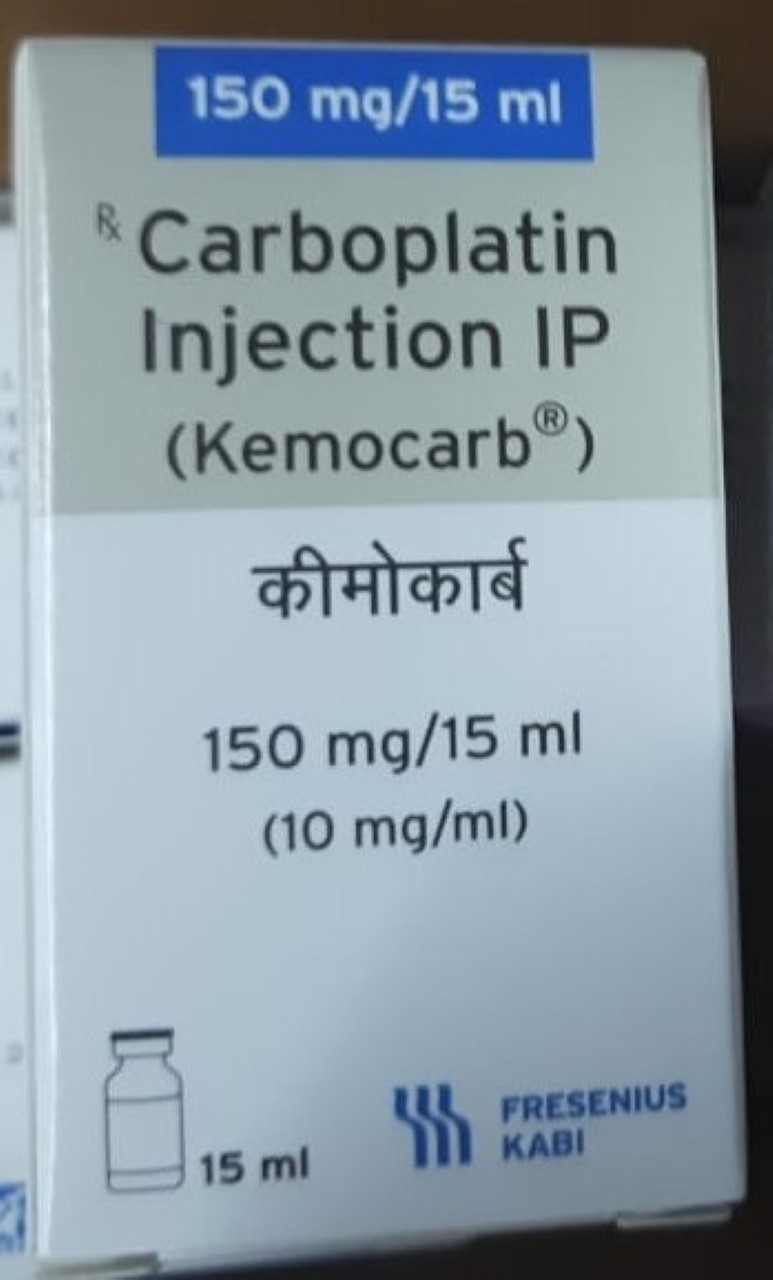 150 mg/15 ml
Rx Carboplatin
Injection IP
(Kemocarb®)
कीमोकार्ब
150 mg/15 ml
(10 mg/ml)
15 ml
FRESENIUS
KABI